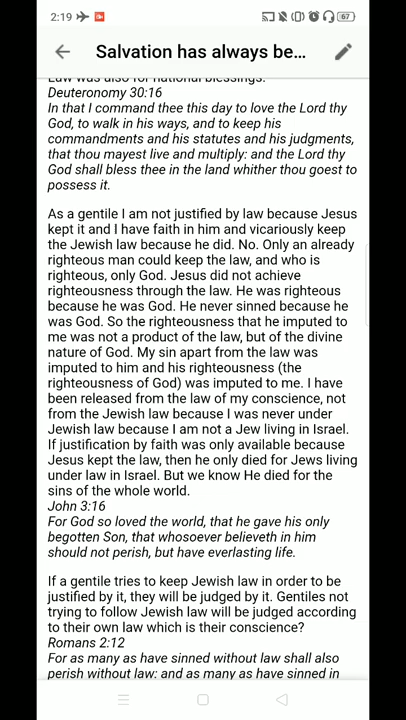 2:19
67
Salvation has always be...
Law was also for national blessings.
Deuteronomy 30:16
In that I command thee this day to love the Lord thy
God, to walk in his ways, and to keep his
commandments and his statutes and his judgments,
that thou mayest live and multiply: and the Lord thy
God shall bless thee in the land whither thou goest to
possess it.
As a gentile I am not justified by law because Jesus
kept it and I have faith in him and vicariously keep
the Jewish law because he did. No. Only an already
righteous man could keep the law, and who is
righteous, only God. Jesus did not achieve
righteousness through the law. He was righteous
because he was God. He never sinned because he
was God. So the righteousness that he imputed to
me was not a product of the law, but of the divine
nature of God. My sin apart from the law was
imputed to him and his righteousness (the
righteousness of God) was imputed to me. I have
been released from the law of my conscience, not
from the Jewish law because I was never under
Jewish law because I am not a Jew living in Israel.
If justification by faith was only available because
Jesus kept the law, then he only died for Jews living
under law in Israel. But we know He died for the
sins of the whole world.
John 3:16
For God so loved the world, that he gave his only
begotten Son, that whosoever believeth in him
should not perish, but have everlasting life.
If a gentile tries to keep Jewish law in order to be
justified by it, they will be judged by it. Gentiles not
trying to follow Jewish law will be judged according
to their own law which is their conscience?
Romans 2:12
For as many as have sinned without law shall also
perish without law: and as many as have sinned in